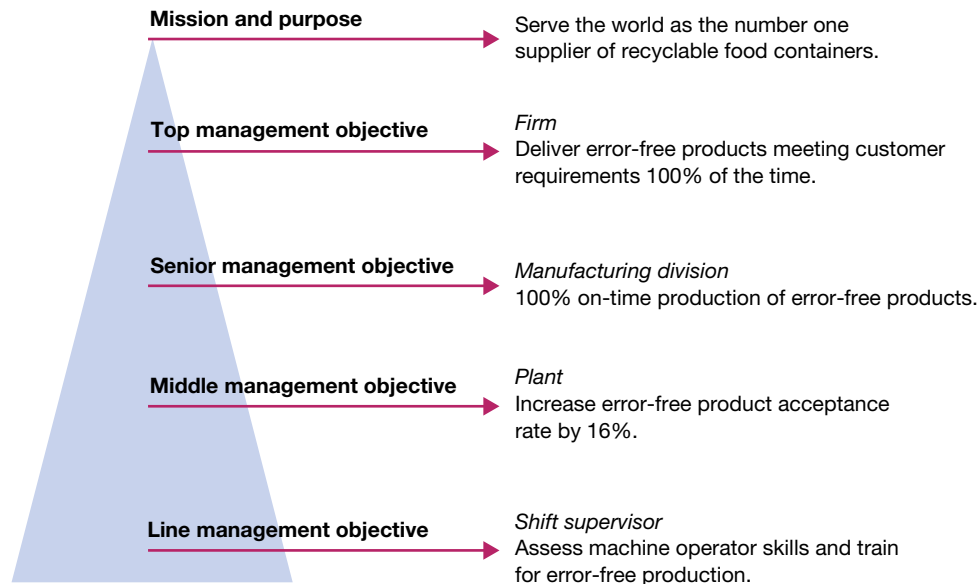 Mission and purpose
Serve the world as the number one
supplier of recyclable food containers.
Top management objective
Firm
Deliver error-free products meeting customer
requirements 100% of the time.
Senior management objective
Manufacturing division
100% on-time production of error-free products.
Middle management objective
Plant
Increase error-free product acceptance
rate by 16%.
Line management objective
Shift supervisor
Assess machine operator skills and train
for error-free production.